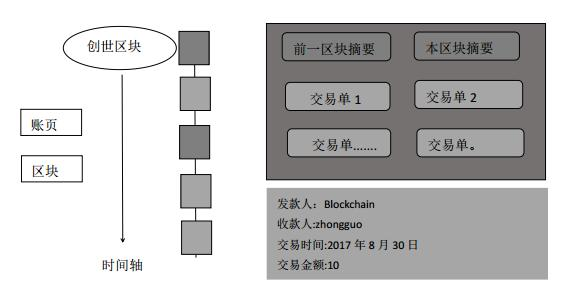 创世区块
账页
区块
时间轴
前一区块摘要
本区块摘要
交易单 1
交易单 2
交易单.......
交易单。
发款人：Blockchain
收款人:zhongguo
交易时间:2017 年 8 月 30 日
交易金额:10